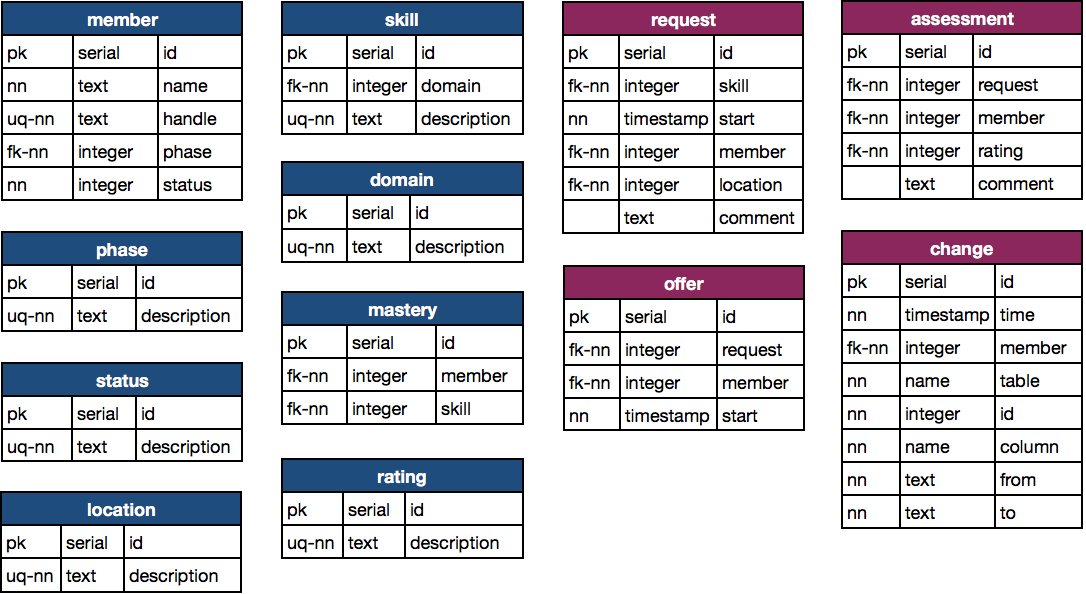 member
pk serial id
nn text name
uq-nn text handle
fk-nn integer phase
nn integer status
phase
pk serial id
uq-nn text description
status
pk serial id
uq-nn text description
location
pk serial id
uq-nn text description
skill
pk serial id
fk-nn integer domain
uq-nn text description
domain
pk serial id
uq-nn text description
mastery
pk serial id
fk-nn integer member
fk-nn integer skill
rating
pk serial id
uq-nn text description
request
pk serial id
fk-nn integer skill
nn timestamp start
fk-nn integer member
fk-nn integer location
text comment
offer
pk serial id
fk-nn integer request
fk-nn integer member
nn timestamp start
assessment
pk serial id
fk-nn integer request
fk-nn integer member
fk-nn integer rating
text comment
change
pk serial id
nn timestamp time
fk-nn integer member
nn name table
nn integer id
nn name column
nn text from
nn text to